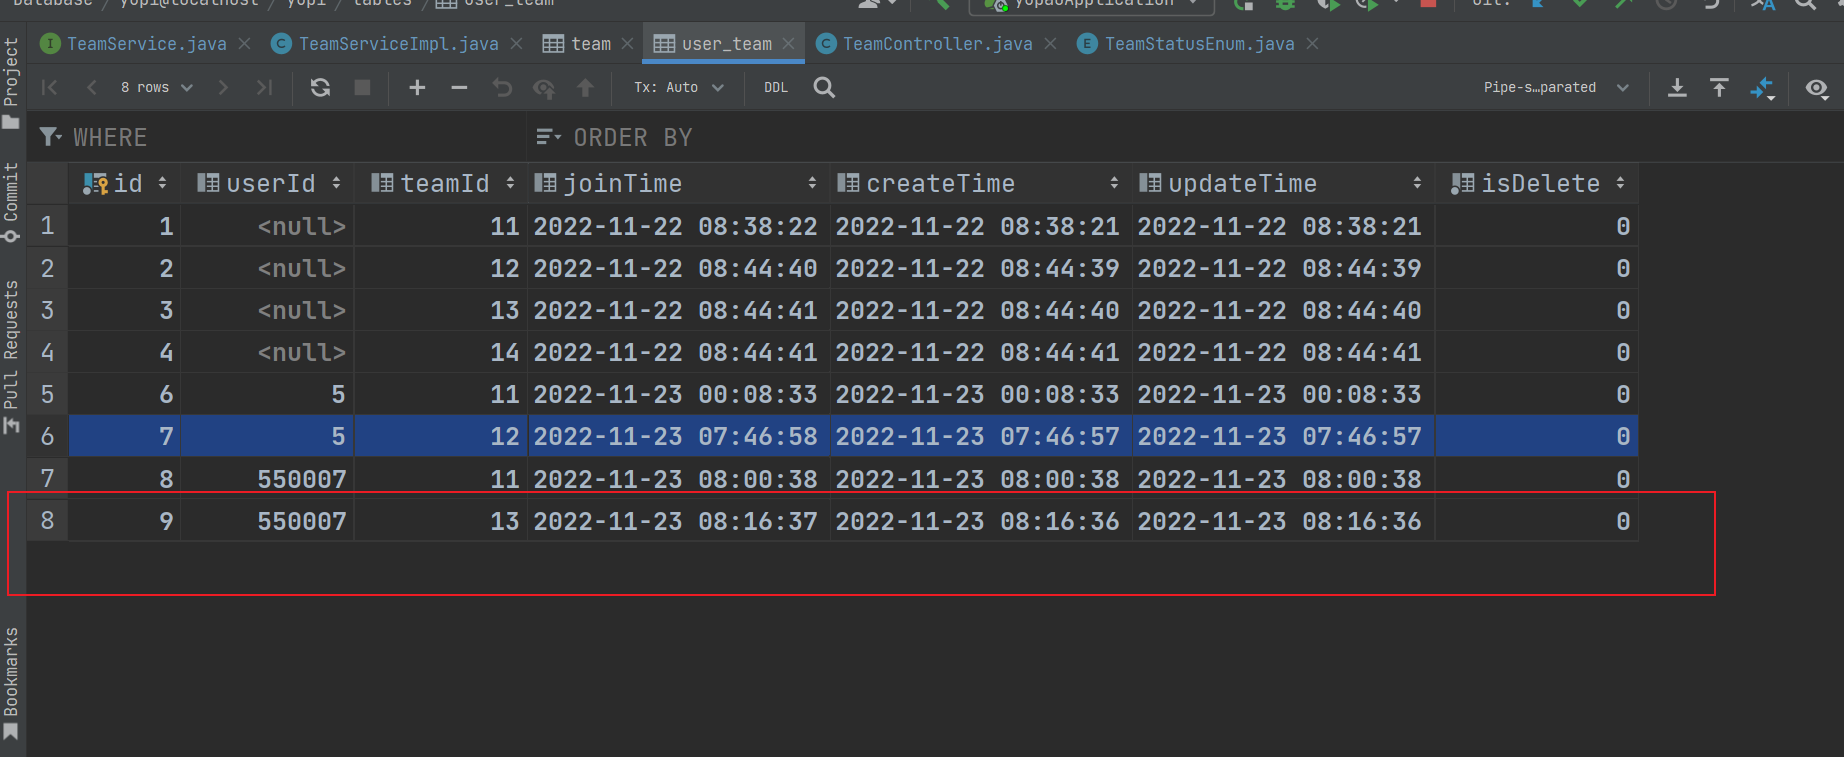 Database / yupi@localhost / yupi / tables / user_team yupaoApplication Git:
TeamService.java TeamServiceImpl.java team user_team TeamController.java TeamStatusEnum.java
8 rows Tx: Auto DDL Pipe-s…parated
WHERE ORDER BY
id userId teamId joinTime createTime updateTime isDelete
1 1 <null> 11 2022-11-22 08:38:22 2022-11-22 08:38:21 2022-11-22 08:38:21 0
2 2 <null> 12 2022-11-22 08:44:40 2022-11-22 08:44:39 2022-11-22 08:44:39 0
3 3 <null> 13 2022-11-22 08:44:41 2022-11-22 08:44:40 2022-11-22 08:44:40 0
4 4 <null> 14 2022-11-22 08:44:41 2022-11-22 08:44:41 2022-11-22 08:44:41 0
5 6 5 11 2022-11-23 00:08:33 2022-11-23 00:08:33 2022-11-23 00:08:33 0
6 7 5 12 2022-11-23 07:46:58 2022-11-23 07:46:57 2022-11-23 07:46:57 0
7 8 550007 11 2022-11-23 08:00:38 2022-11-23 08:00:38 2022-11-23 08:00:38 0
8 9 550007 13 2022-11-23 08:16:37 2022-11-23 08:16:36 2022-11-23 08:16:36 0
Project
Commit
Pull Requests
Bookmarks